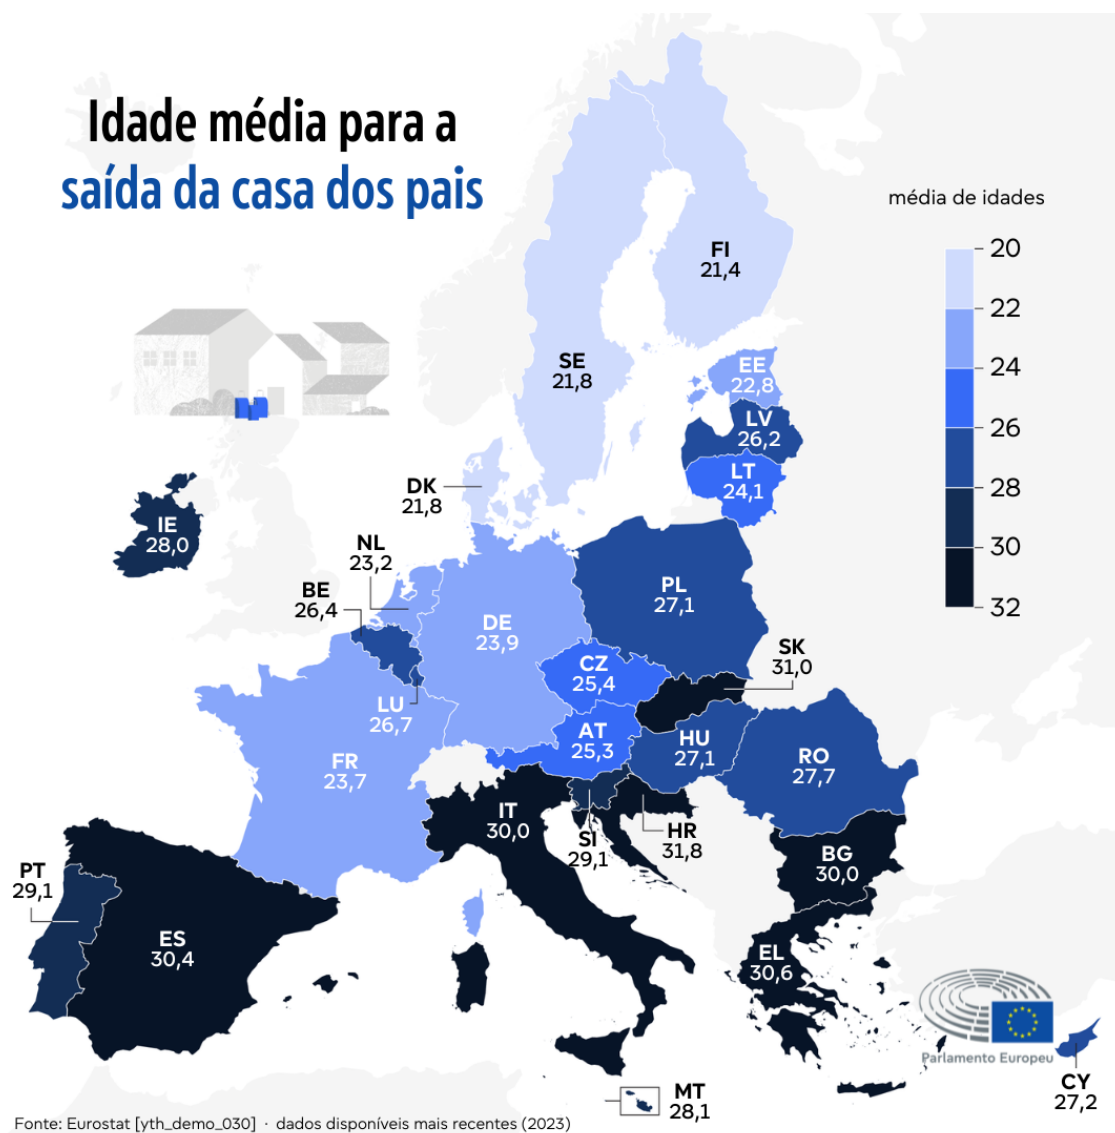 Idade média para a
saída da casa dos pais
média de idades
20
22
24
26
28
30
32
FI
21,4
SE
21,8
EE
22,8
LV
26,2
LT
24,1
DK
21,8
IE
28,0
NL
23,2
BE
26,4
PL
27,1
DE
23,9
SK
31,0
CZ
25,4
LU
26,7
AT
25,3
HU
27,1
RO
27,7
FR
23,7
IT
30,0
SI
29,1
HR
31,8
BG
30,0
PT
29,1
ES
30,4
EL
30,6
Parlamento Europeu
CY
27,2
MT
28,1
Fonte: Eurostat [yth_demo_030] · dados disponíveis mais recentes (2023)